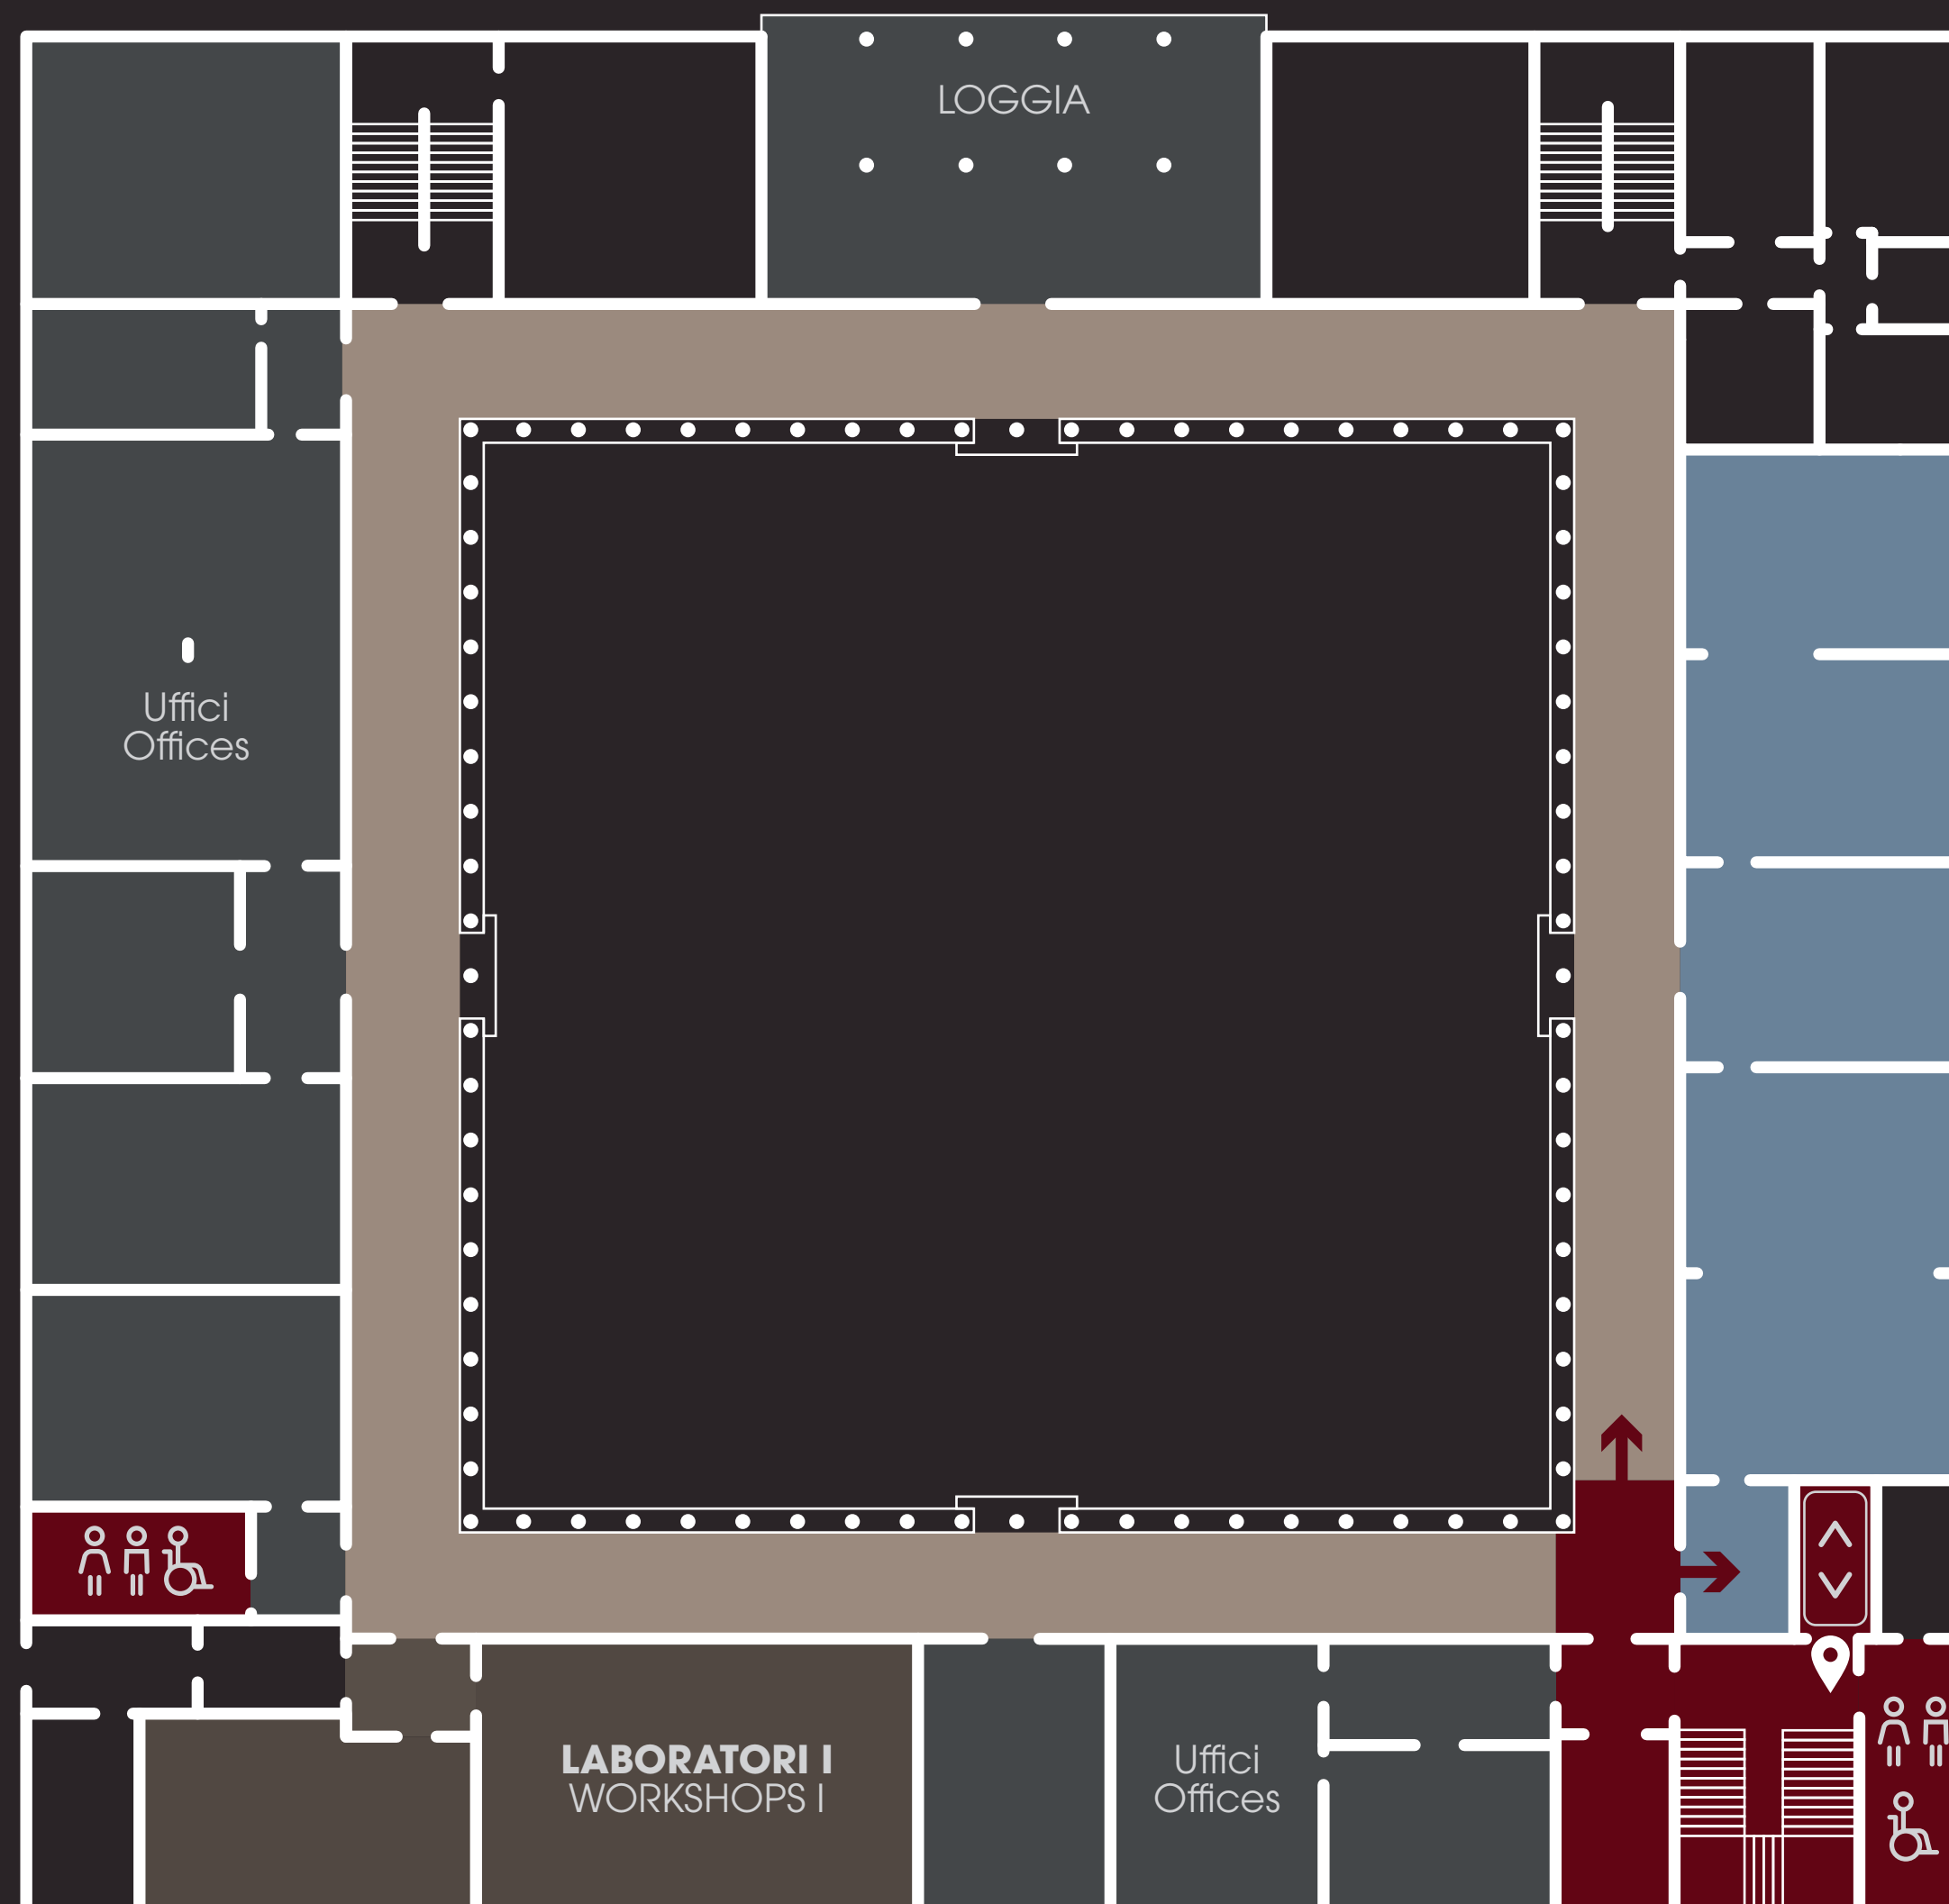 LOGGIA
Uffici
Offices
LABORATORI I
WORKSHOPS I
Uffici
Offices